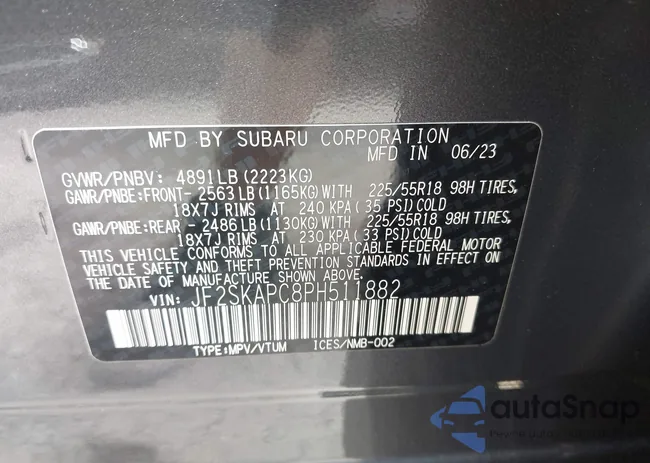 MFD BY SUBARU CORPORATION
MFD IN 06/23
GVWR/PNBV: 4891LB (2223KG)
GAWR/PNBE:FRONT- 2563LB (1165KG) WITH 225/55R18 98H TIRES,
18X7J RIMS AT 240 KPA (35 PSI) COLD
GAWR/PNBE:REAR - 2486LB (1130KG) WITH 225/55R18 98H TIRES,
18X7J RIMS AT 230 KPA (33 PSI) COLD
THIS VEHICLE CONFORMS TO ALL APPLICABLE FEDERAL MOTOR
VEHICLE SAFETY AND THEFT PREVENTION STANDARDS IN EFFECT ON
THE DATE OF MANUFACTURE SHOWN ABOVE.
VIN: JF2SKAPC8PH511882
TYPE:MPV/VTUM ICES/NMB-002
autoSnap